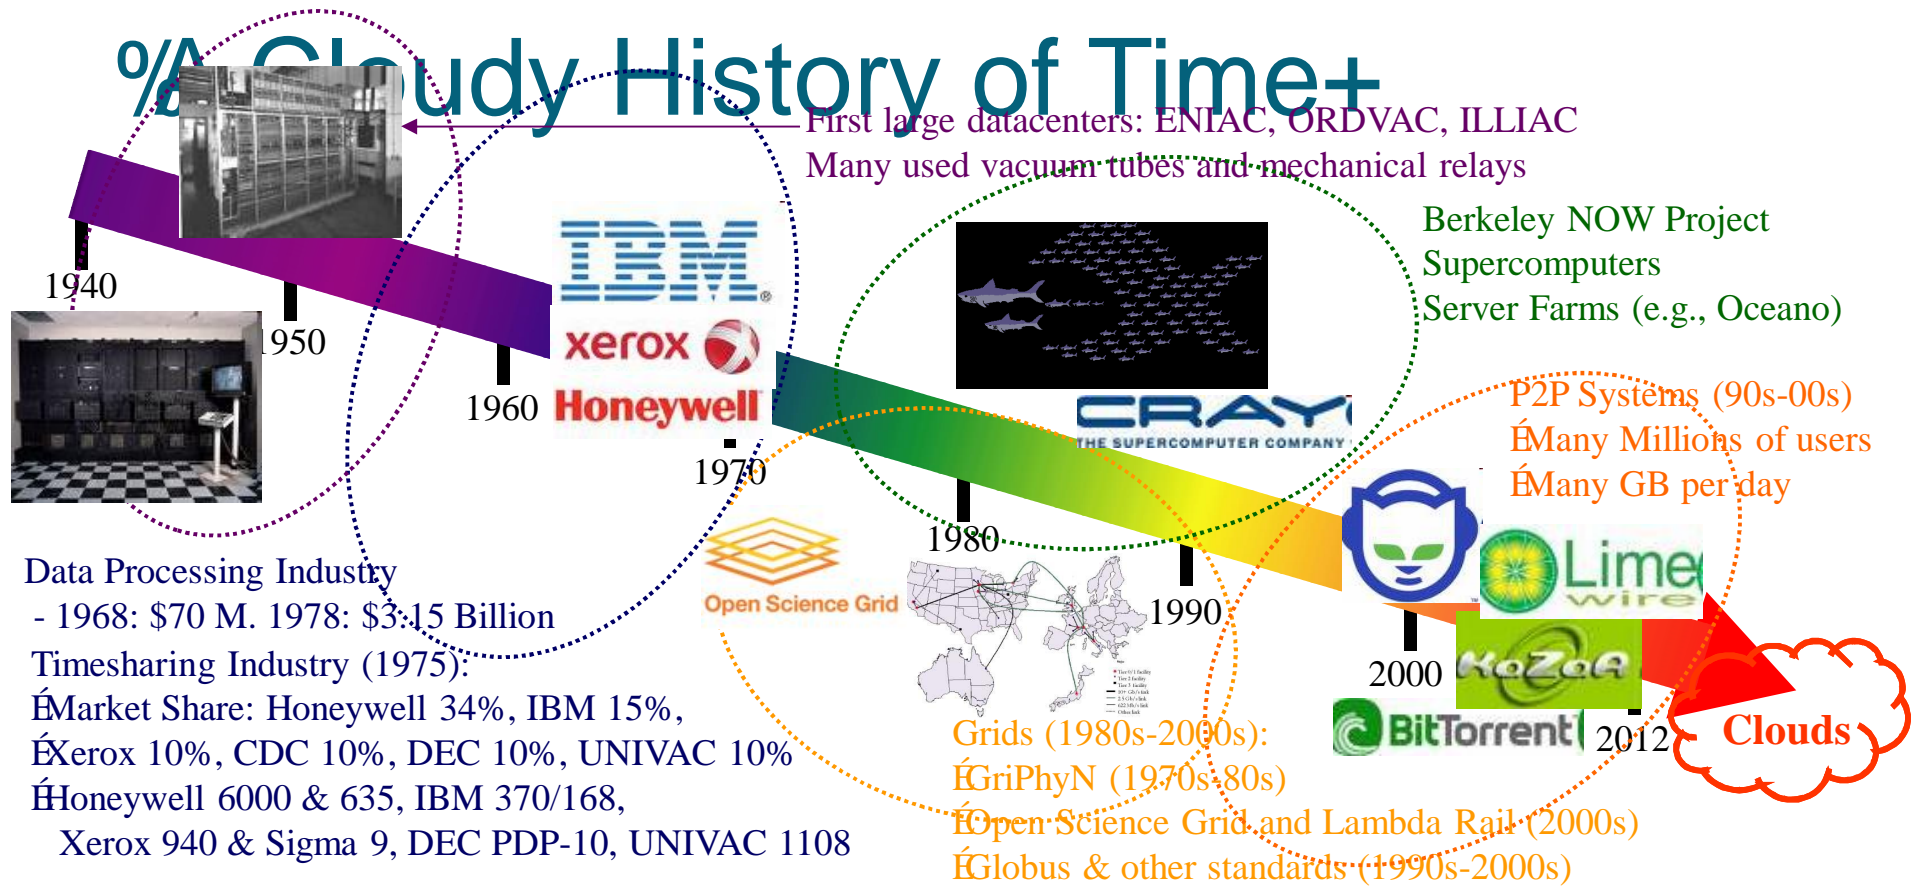 %A Cloudy History of Time+
First large datacenters: ENIAC, ORDVAC, ILLIAC
Many used vacuum tubes and mechanical relays
Berkeley NOW Project
Supercomputers
Server Farms (e.g., Oceano)
1940
1950
1960
1970
1980
1990
2000
2012
IBM®
xerox
Honeywell
CRAY
THE SUPERCOMPUTER COMPANY
P2P Systems (90s-00s)
ÉMany Millions of users
ÉMany GB per day
Open Science Grid
Lime
wire
KaZaA
BitTorrent
Clouds
Data Processing Industry
- 1968: $70 M. 1978: $3.15 Billion
Timesharing Industry (1975):
ÉMarket Share: Honeywell 34%, IBM 15%,
ÉXerox 10%, CDC 10%, DEC 10%, UNIVAC 10%
ÉHoneywell 6000 & 635, IBM 370/168,
Xerox 940 & Sigma 9, DEC PDP-10, UNIVAC 1108
Grids (1980s-2000s):
ÉGriPhyN (1970s-80s)
ÉOpen Science Grid and Lambda Rail (2000s)
ÉGlobus & other standards (1990s-2000s)